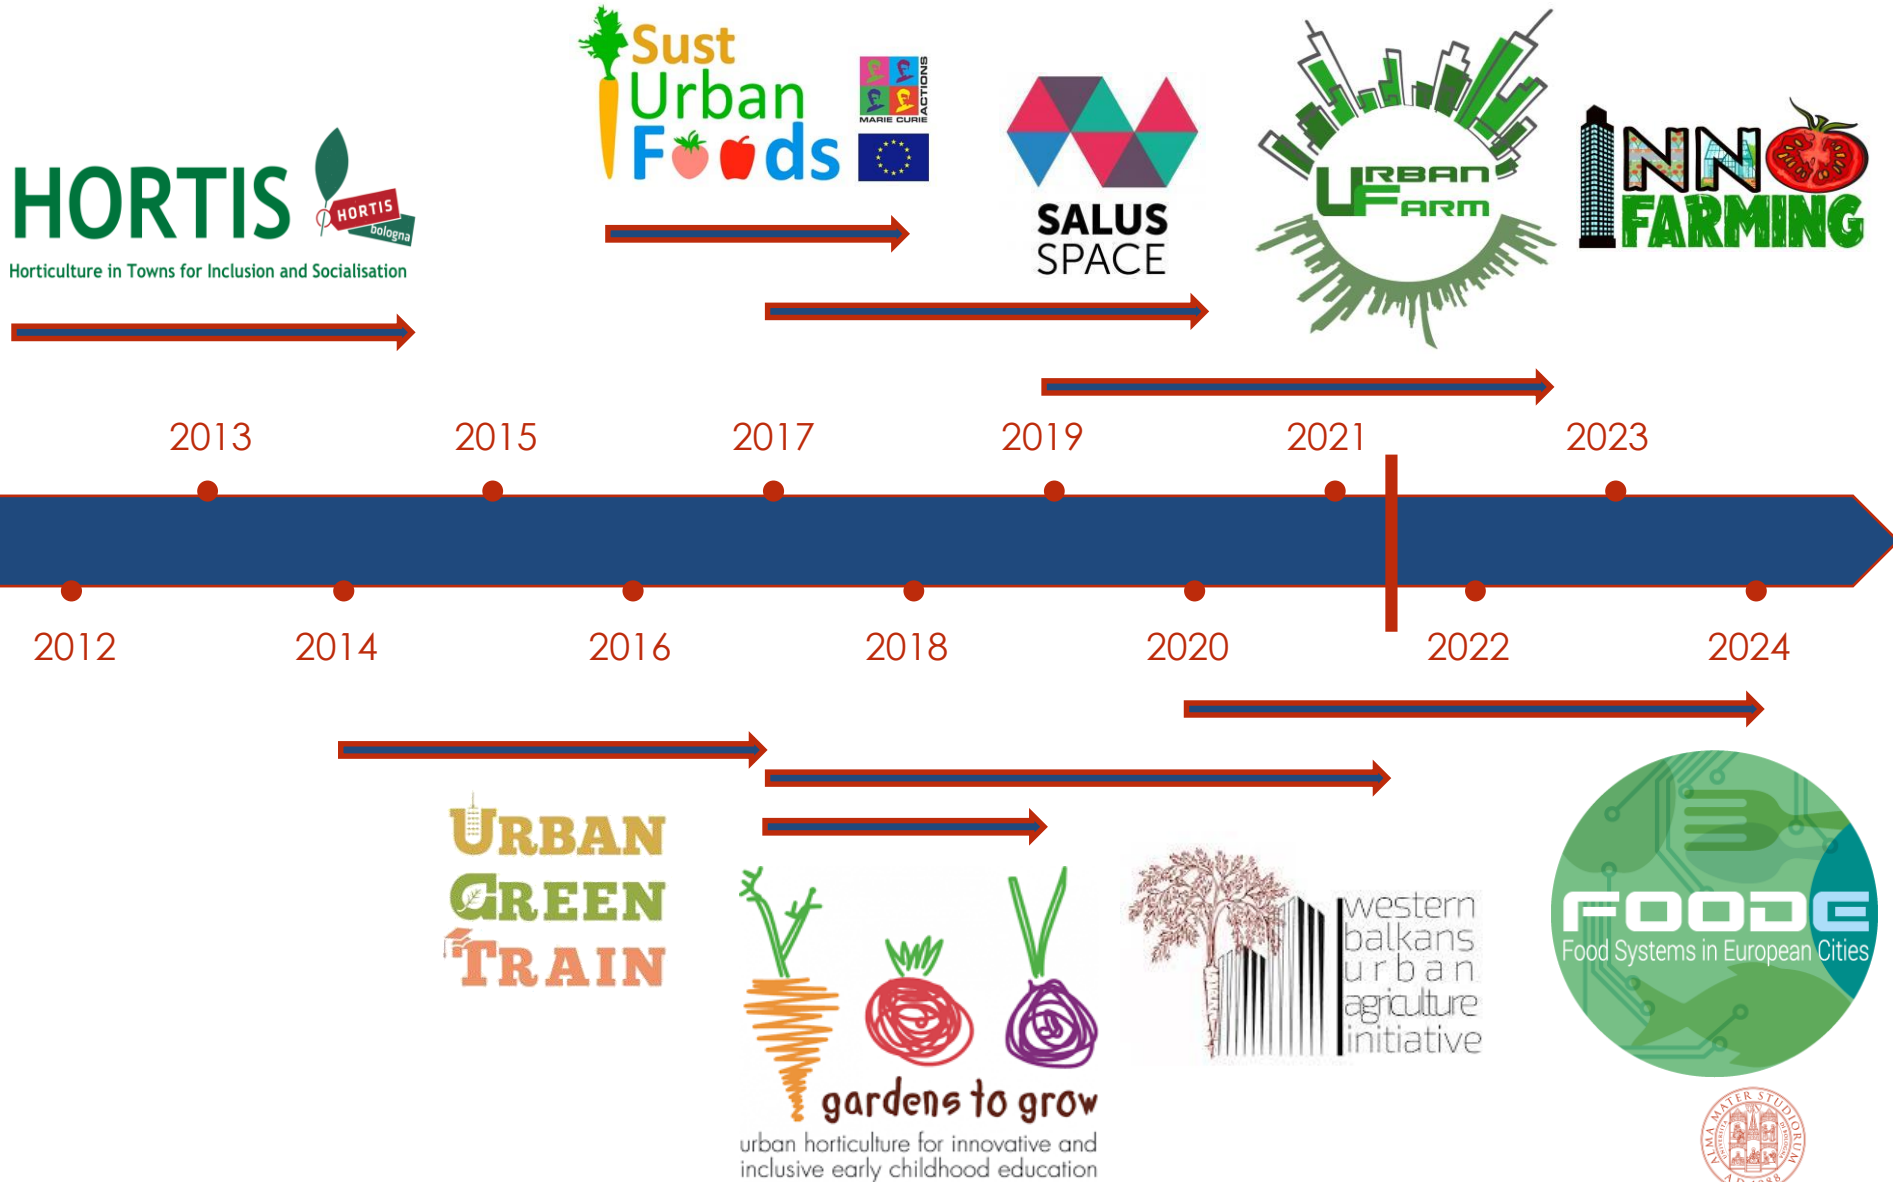 Sust
Urban
Foods
MARIE CURIE ACTIONS
HORTIS
HORTIS
bologna
Horticulture in Towns for Inclusion and Socialisation
SALUS
SPACE
URBAN
FARM
INNO
FARMING
2013
2015
2017
2019
2021
2023
2012
2014
2016
2018
2020
2022
2024
URBAN
GREEN
TRAIN
gardens to grow
urban horticulture for innovative and
inclusive early childhood education
western
balkans
urban
agriculture
initiative
FOODE
Food Systems in European Cities
ALMA MATER STUDIORUM